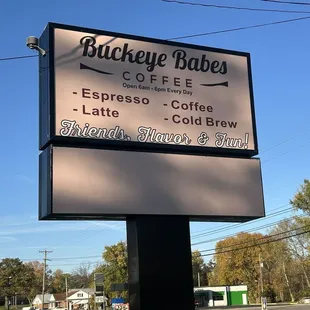 Buckeye Babes
COFFEE
Open 6am - 6pm Every Day
- Espresso - Coffee
- Latte - Cold Brew
Friends, Flavor & Fun!